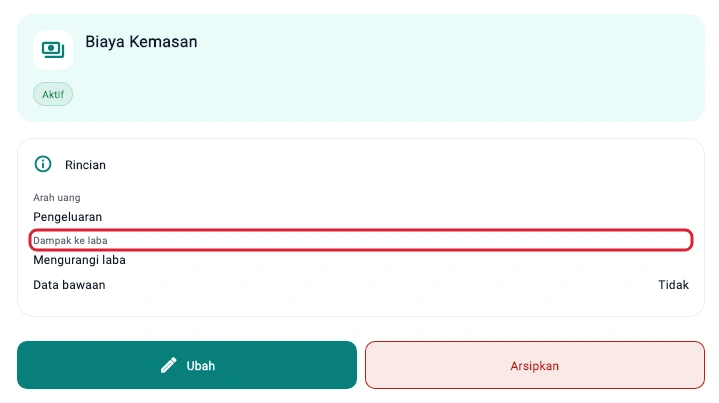 Biaya Kemasan
Aktif
Rincian
Arah uang
Pengeluaran
Dampak ke laba
Mengurangi laba
Data bawaan Tidak
Ubah Arsipkan